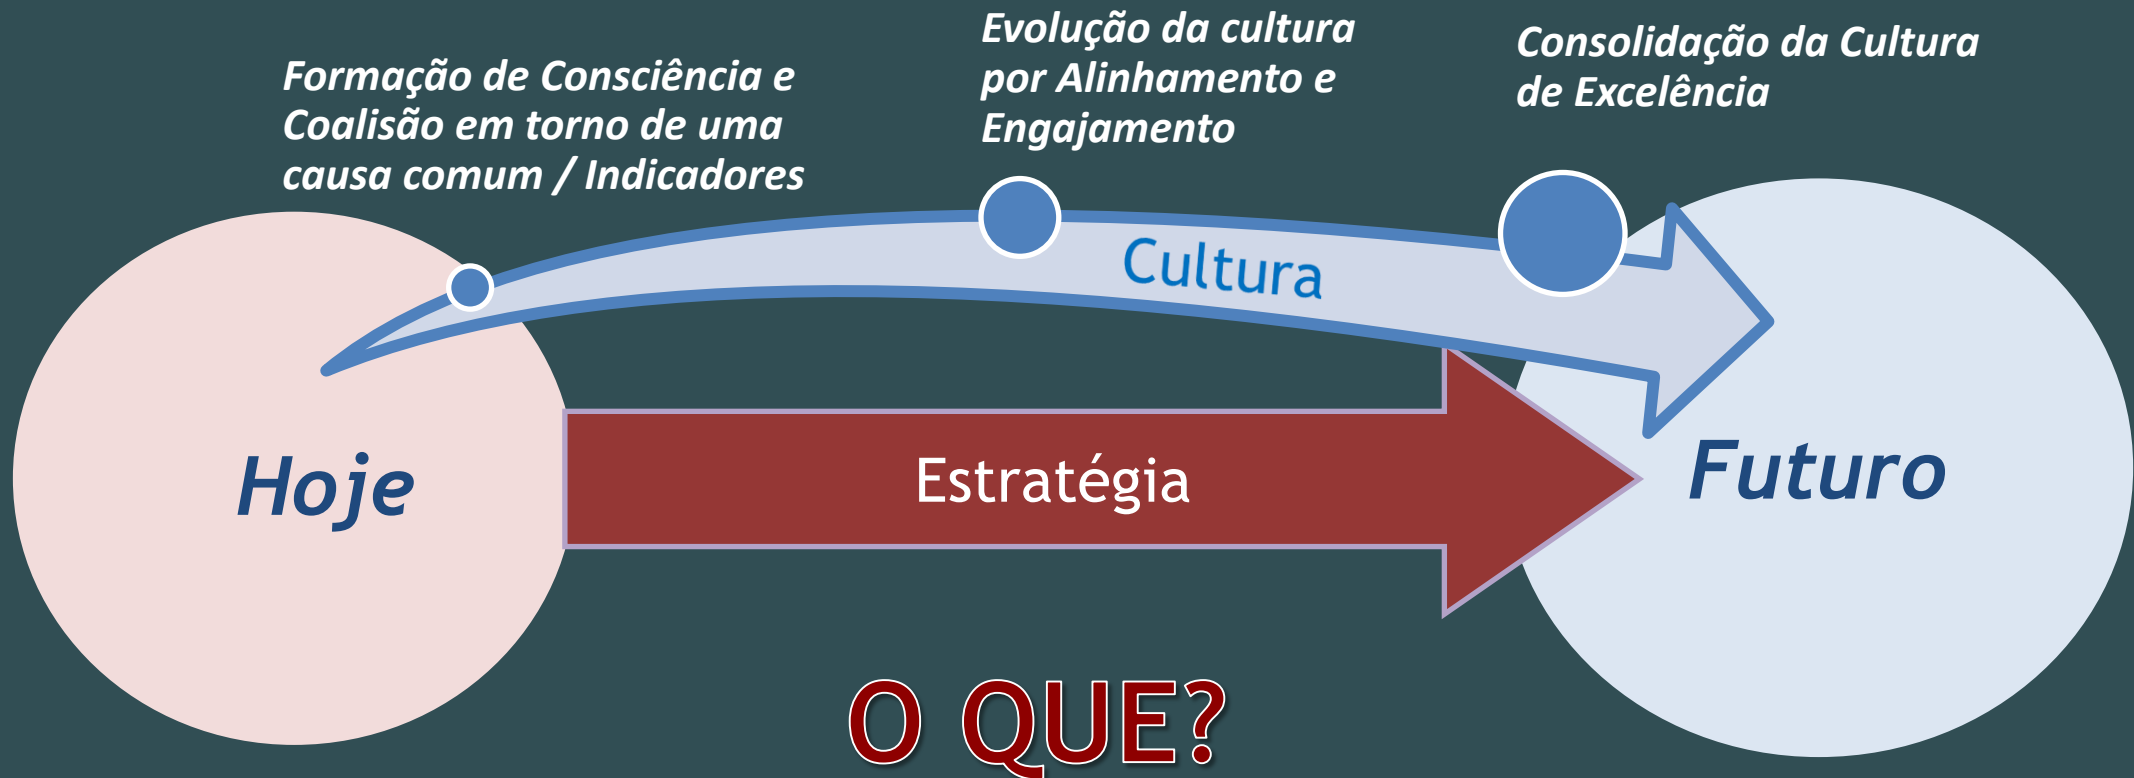 Formação de Consciência e
Coalisão em torno de uma
causa comum / Indicadores
Evolução da cultura
por Alinhamento e
Engajamento
Consolidação da Cultura
de Excelência
Cultura
Hoje
Estratégia
Futuro
O QUE?